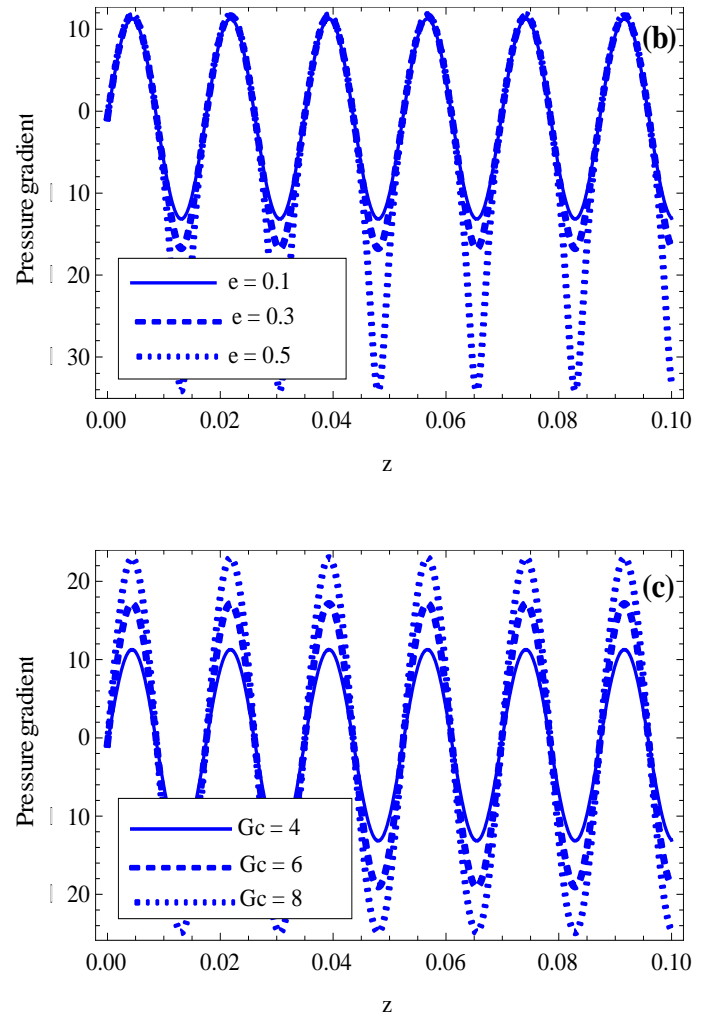 (b)
10
0
10
20
30
Pressure gradient
e = 0.1
e = 0.3
e = 0.5
0.00 0.02 0.04 0.06 0.08 0.10
z
(c)
20
10
0
10
20
Pressure gradient
Gc = 4
Gc = 6
Gc = 8
0.00 0.02 0.04 0.06 0.08 0.10
z